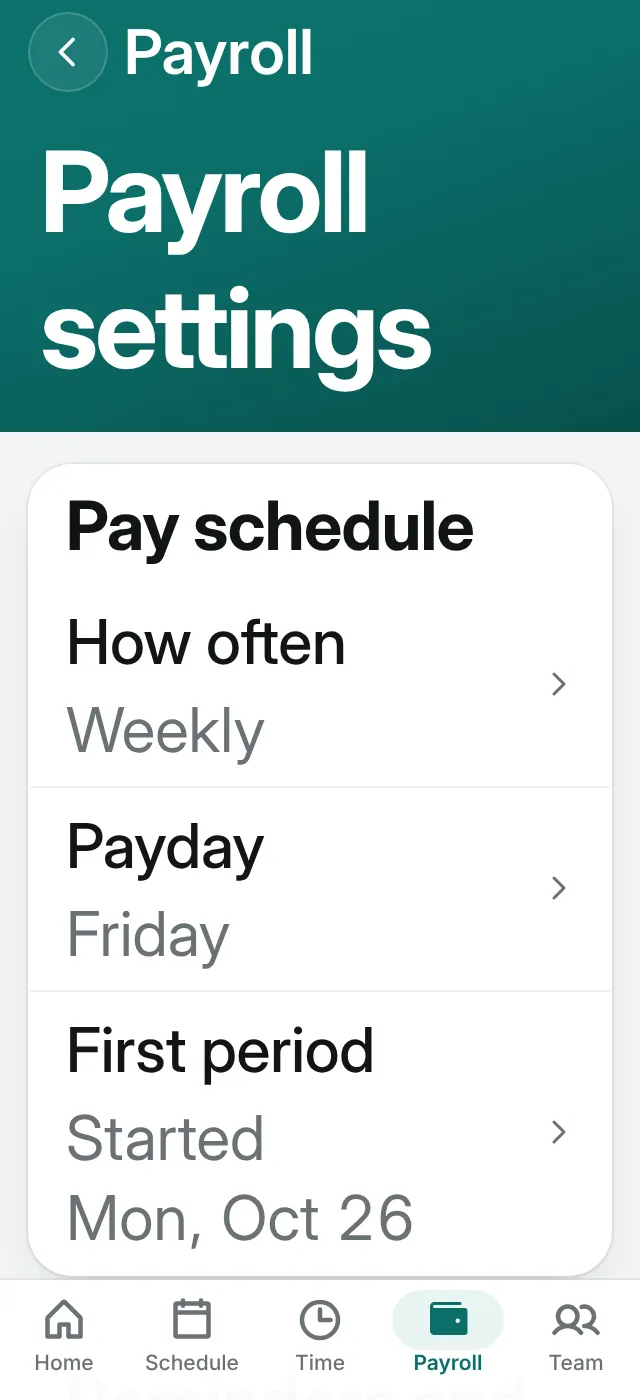 Payroll
Payroll
settings
Pay schedule
How often
Weekly
Payday
Friday
First period
Started
Mon, Oct 26
Home
Schedule
Time
Payroll
Team